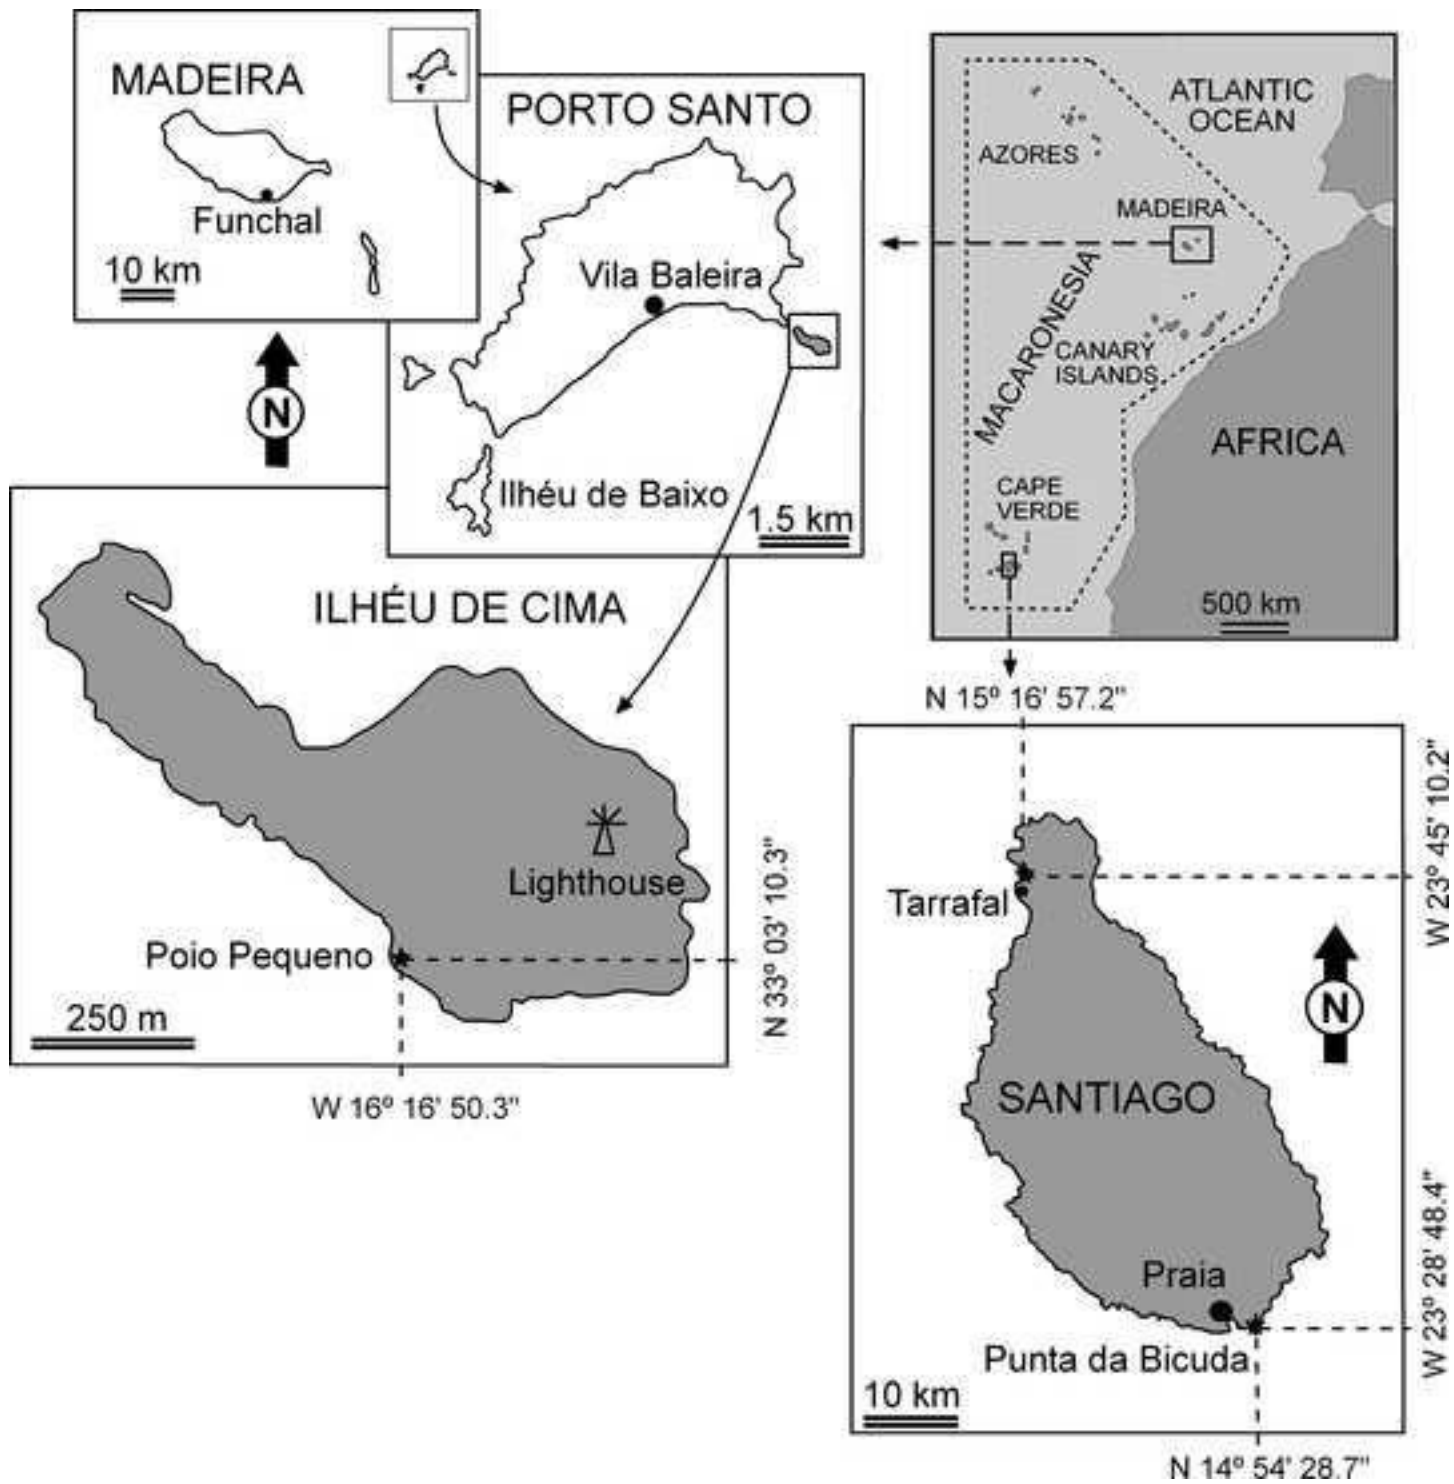 MADEIRA
Funchal
10 km
PORTO SANTO
Vila Baleira
Ilhéu de Baixo
1.5 km
ATLANTIC
OCEAN
AZORES
MADEIRA
MACARONESIA
CANARY
ISLANDS
AFRICA
CAPE
VERDE
500 km
N
ILHÉU DE CIMA
Lighthouse
Poio Pequeno
250 m
N 33º 03' 10.3"
W 16º 16' 50.3"
N 15º 16' 57.2"
W 23º 45' 10.2"
Tarrafal
N
SANTIAGO
Praia
Punta da Bicuda
10 km
W 23º 28' 48.4"
N 14º 54' 28.7"